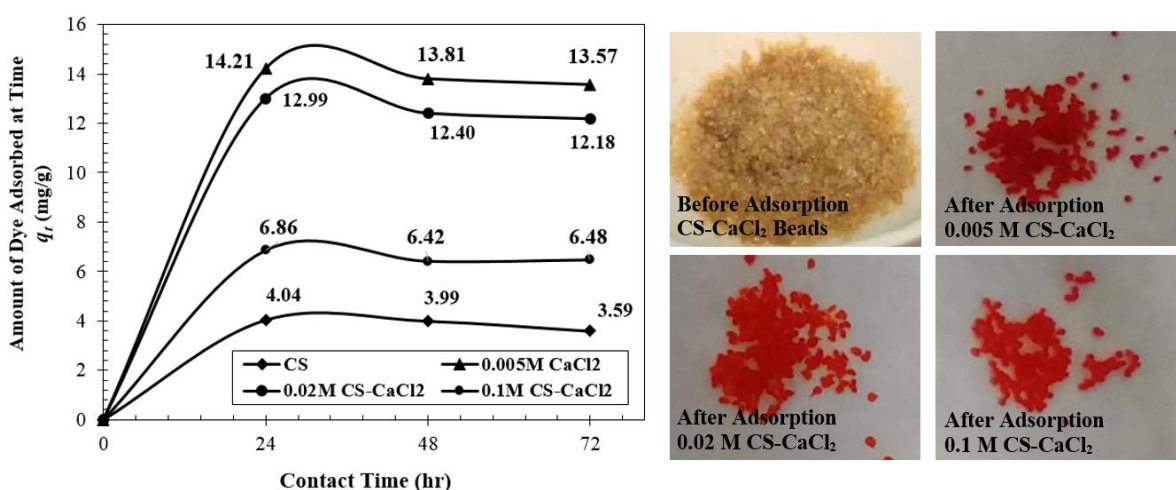 Amount of Dye Adsorbed at Time
qₜ (mg/g)
16
14
12
10
8
6
4
2
0
14.21
13.81
13.57
12.99
12.40
12.18
6.86
6.42
6.48
4.04
3.99
3.59
CS
0.005M CaCl2
0.02M CS-CaCl2
0.1M CS-CaCl2
0
24
48
72
Contact Time (hr)
Before Adsorption
CS-CaCl₂ Beads
After Adsorption
0.005 M CS-CaCl₂
After Adsorption
0.02 M CS-CaCl₂
After Adsorption
0.1 M CS-CaCl₂